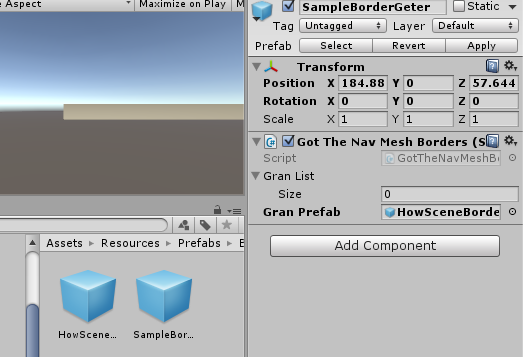 e Aspect
Maximize on Play
M
SampleBorderGeter
Static
Tag Untagged Layer Default
Prefab Select Revert Apply
Transform
Position X 184.88 Y 0 Z 57.644
Rotation X 0 Y 0 Z 0
Scale X 1 Y 1 Z 1
Got The Nav Mesh Borders (S
Script GotTheNavMeshBo
Gran List
Size 0
Gran Prefab HowSceneBorde
Add Component
Assets ▸ Resources ▸ Prefabs ▸ B
HowScene...
SampleBor...